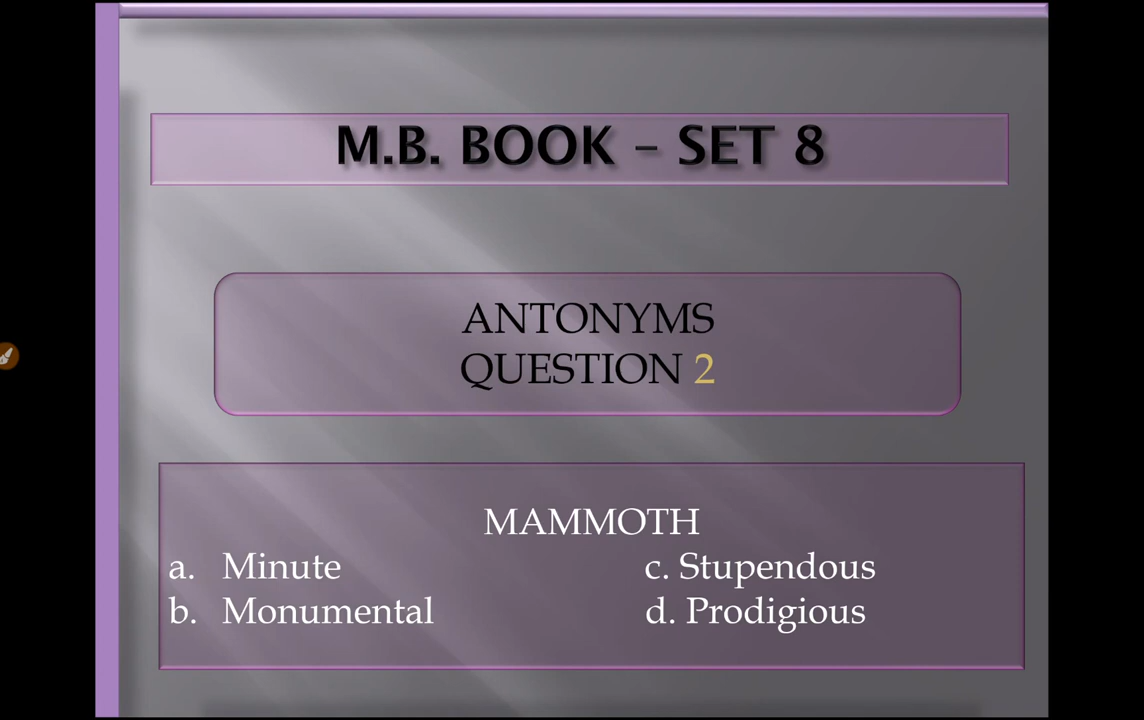 M.B. BOOK – SET 8
ANTONYMS
QUESTION 2
MAMMOTH
a. Minute c. Stupendous
b. Monumental d. Prodigious